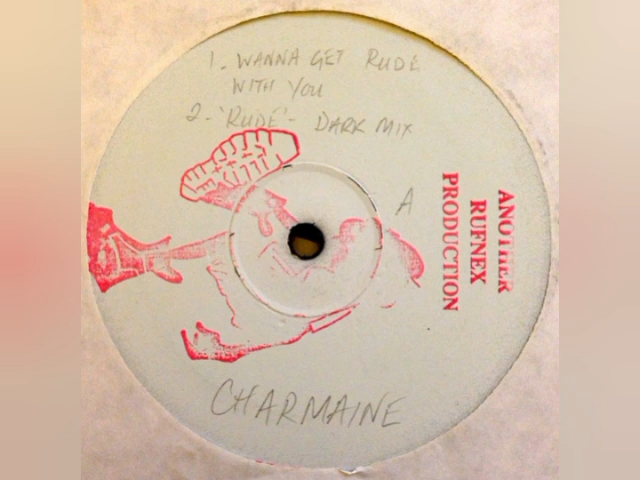 1. WANNA GET RUDE
WITH YOU
2 - 'RUDE' - DARK MIX
A
ANOTHER
RUFNEX
PRODUCTION
CHARMAINE